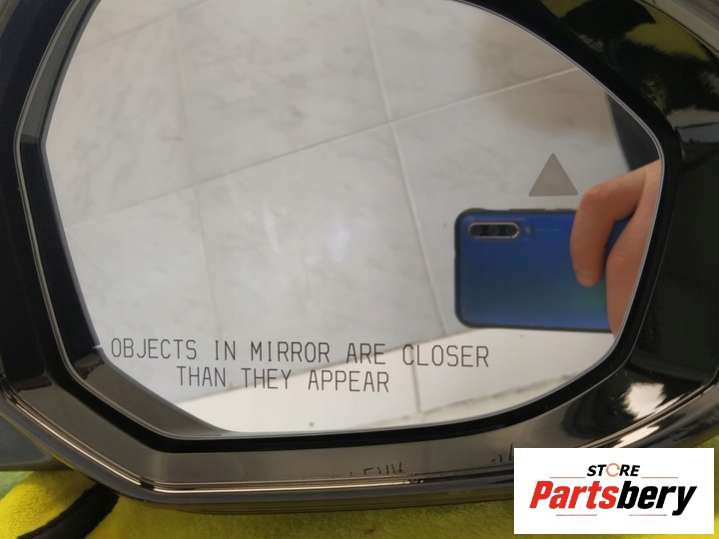 OBJECTS IN MIRROR ARE CLOSER
THAN THEY APPEAR
STORE
Partsbery